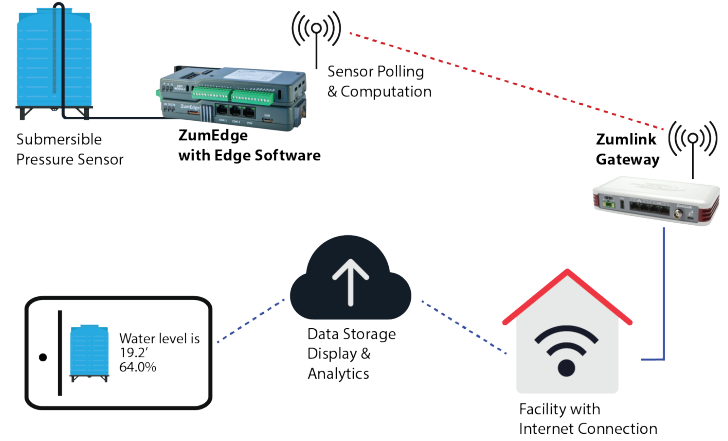 Sensor Polling
& Computation
Submersible
Pressure Sensor
ZumEdge
with Edge Software
Zumlink
Gateway
Water level is
19.2'
64.0%
Data Storage
Display &
Analytics
Facility with
Internet Connection